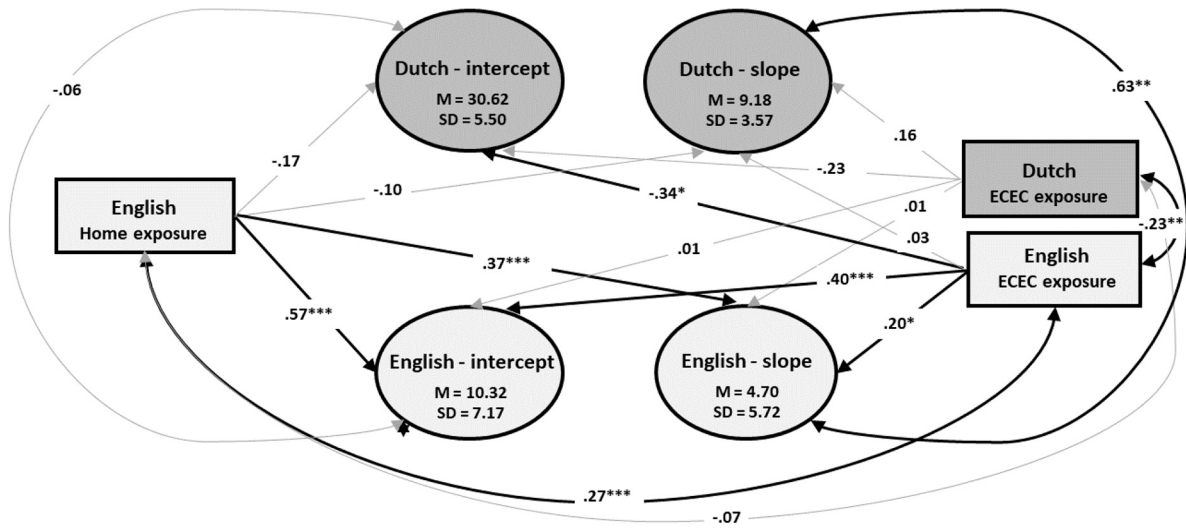 Dutch - intercept
M = 30.62
SD = 5.50
Dutch - slope
M = 9.18
SD = 3.57
-.06
.63**
.16
-.17
-.23
Dutch
ECEC exposure
-.10
-.34*
English
Home exposure
.01
-.23**
.03
English
ECEC exposure
.01
.37***
.40***
.57***
.20*
English - intercept
M = 10.32
SD = 7.17
English - slope
M = 4.70
SD = 5.72
.27***
-.07